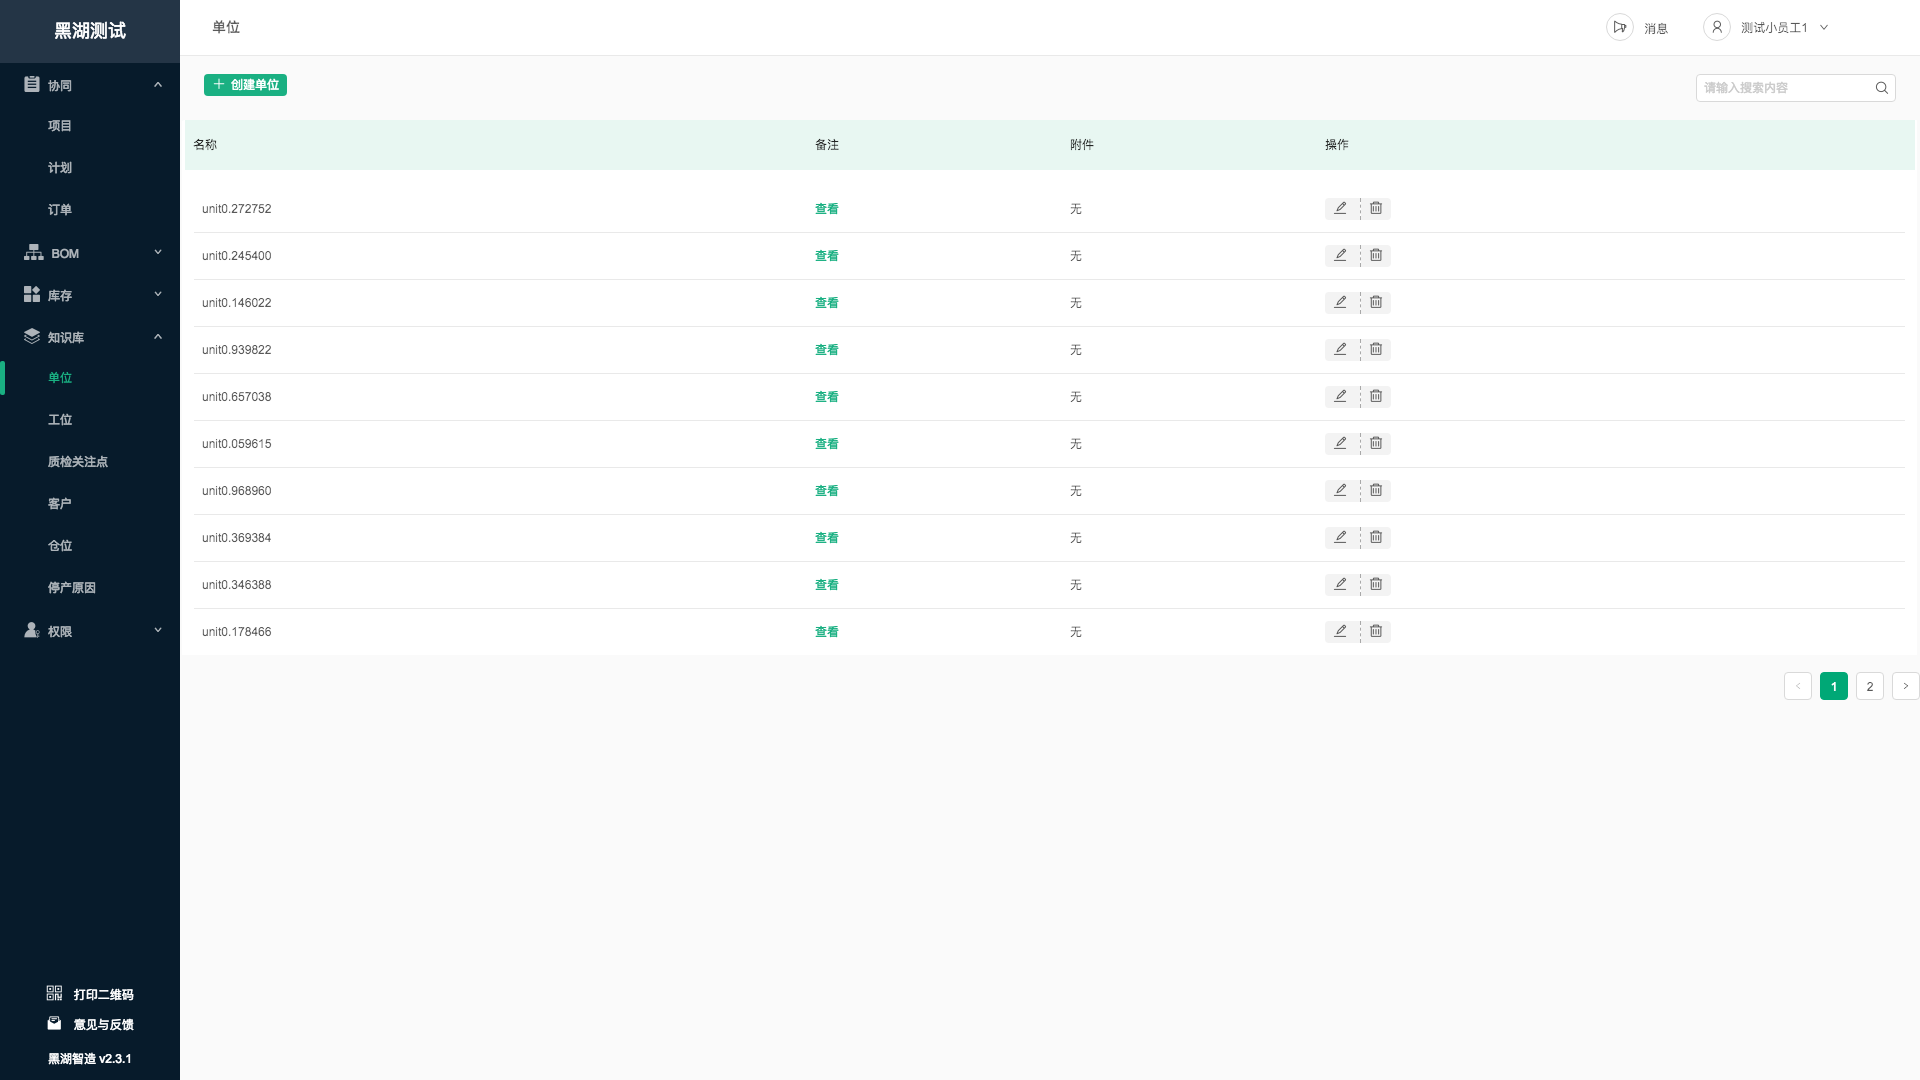 黑湖测试
单位
消息
测试小员工1
协同
项目
计划
订单
BOM
库存
知识库
单位
工位
质检关注点
客户
仓位
停产原因
权限
打印二维码
意见与反馈
黑湖智造 v2.3.1
创建单位
请输入搜索内容
名称 备注 附件 操作
unit0.272752 查看 无
unit0.245400 查看 无
unit0.146022 查看 无
unit0.939822 查看 无
unit0.657038 查看 无
unit0.059615 查看 无
unit0.968960 查看 无
unit0.369384 查看 无
unit0.346388 查看 无
unit0.178466 查看 无
1 2